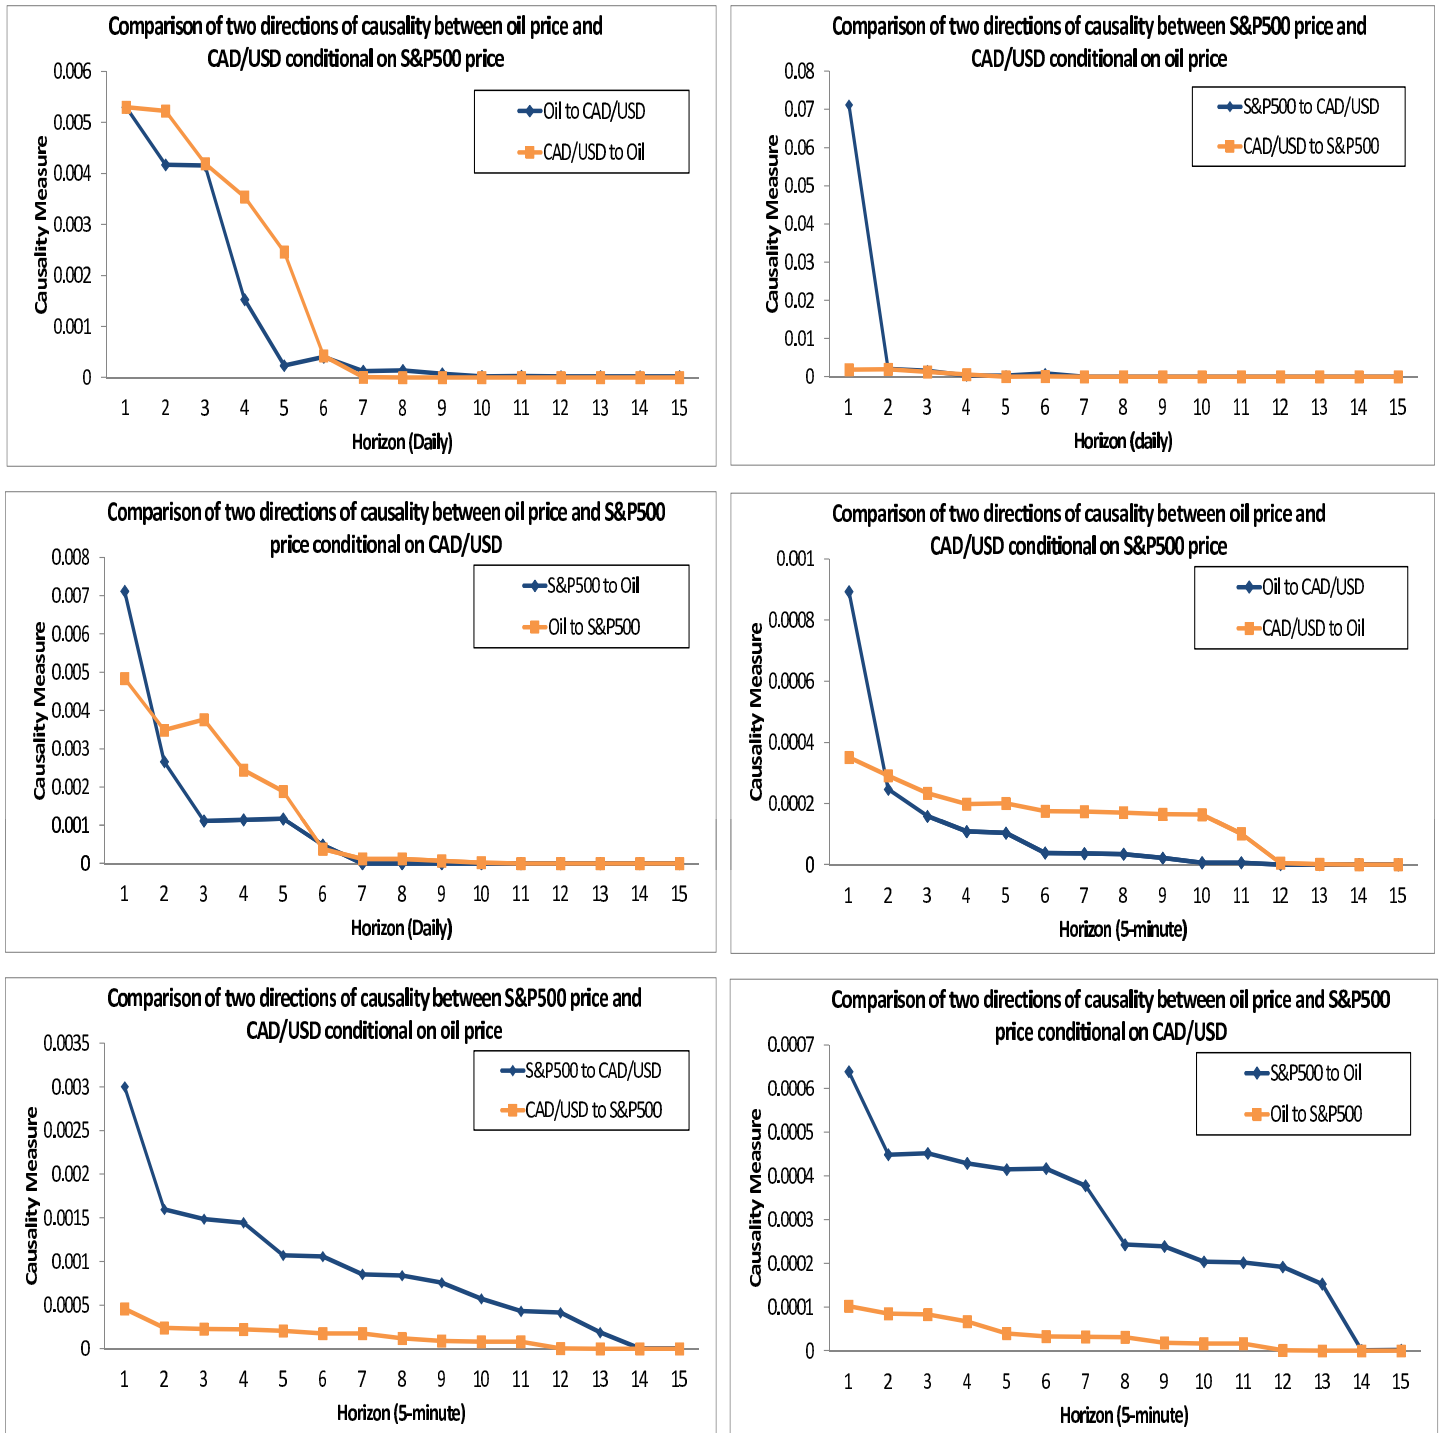 Comparison of two directions of causality between oil price and
CAD/USD conditional on S&P500 price
0.006
0.005
0.004
0.003
0.002
0.001
0
Causality Measure
Oil to CAD/USD
CAD/USD to Oil
1 2 3 4 5 6 7 8 9 10 11 12 13 14 15
Horizon (Daily)
Comparison of two directions of causality between S&P500 price and
CAD/USD conditional on oil price
0.08
0.07
0.06
0.05
0.04
0.03
0.02
0.01
0
Causality Measure
S&P500 to CAD/USD
CAD/USD to S&P500
1 2 3 4 5 6 7 8 9 10 11 12 13 14 15
Horizon (daily)
Comparison of two directions of causality between oil price and S&P500
price conditional on CAD/USD
0.008
0.007
0.006
0.005
0.004
0.003
0.002
0.001
0
Causality Measure
S&P500 to Oil
Oil to S&P500
1 2 3 4 5 6 7 8 9 10 11 12 13 14 15
Horizon (Daily)
Comparison of two directions of causality between oil price and
CAD/USD conditional on S&P500 price
0.001
0.0008
0.0006
0.0004
0.0002
0
Causality Measure
Oil to CAD/USD
CAD/USD to Oil
1 2 3 4 5 6 7 8 9 10 11 12 13 14 15
Horizon (5-minute)
Comparison of two directions of causality between S&P500 price and
CAD/USD conditional on oil price
0.0035
0.003
0.0025
0.002
0.0015
0.001
0.0005
0
Causality Measure
S&P500 to CAD/USD
CAD/USD to S&P500
1 2 3 4 5 6 7 8 9 10 11 12 13 14 15
Horizon (5-minute)
Comparison of two directions of causality between oil price and S&P500
price conditional on CAD/USD
0.0007
0.0006
0.0005
0.0004
0.0003
0.0002
0.0001
0
Causality Measure
S&P500 to Oil
Oil to S&P500
1 2 3 4 5 6 7 8 9 10 11 12 13 14 15
Horizon (5-minute)